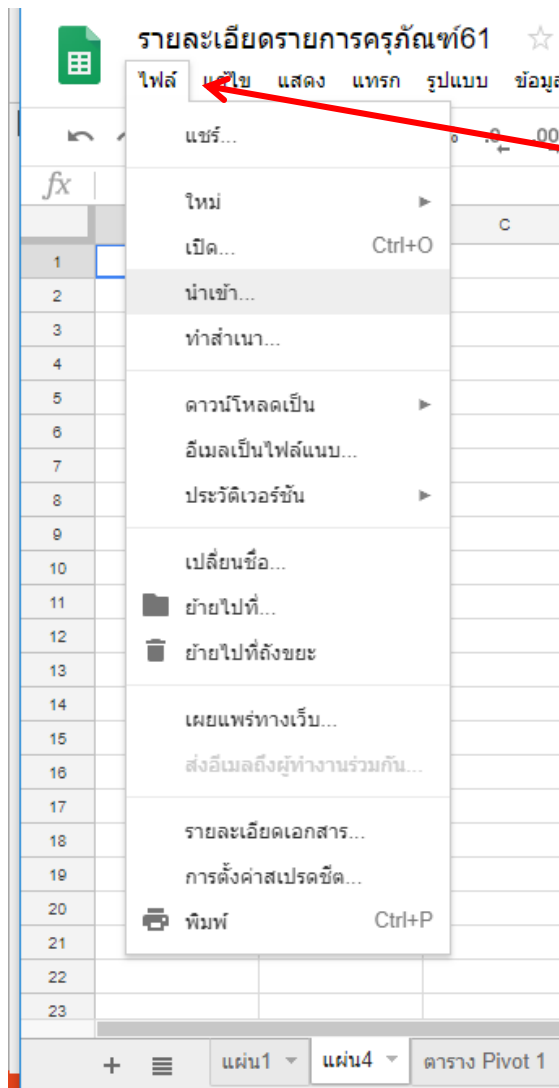 รายละเอียดรายการครุภัณฑ์61
ไฟล์ แก้ไข แสดง แทรก รูปแบบ ข้อมูล
.0 .00
fx
แชร์...
ใหม่
C
เปิด... Ctrl+O
1
นำเข้า...
2
3
ทำสำเนา...
4
5
ดาวน์โหลดเป็น
6
อีเมลเป็นไฟล์แนบ...
7
ประวัติเวอร์ชัน
8
9
เปลี่ยนชื่อ...
10
11
ย้ายไปที่...
12
ย้ายไปที่ถังขยะ
13
14
เผยแพร่ทางเว็บ...
15
ส่งอีเมลถึงผู้ทำงานร่วมกัน...
16
17
รายละเอียดเอกสาร...
18
การตั้งค่าสเปรดชีต...
19
20
พิมพ์ Ctrl+P
21
22
23
+ แผ่น1 แผ่น4 ตาราง Pivot 1